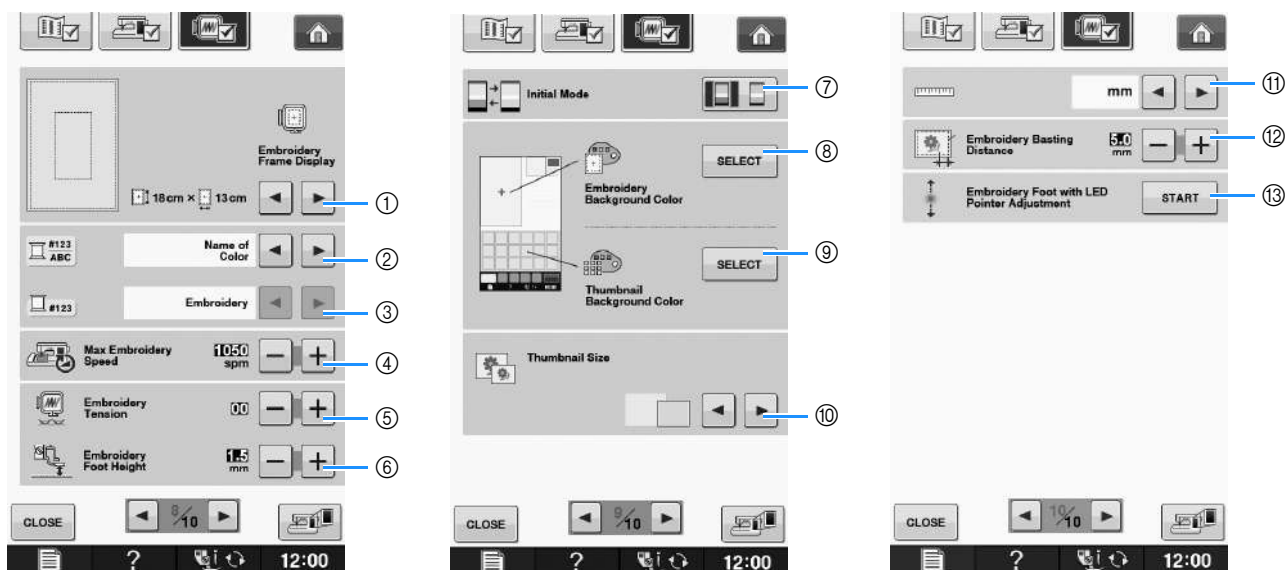 Embroidery
Frame Display
18cm × 13cm
①
#123
ABC
Name of
Color
②
#123
Embroidery
③
Max Embroidery
Speed
1050
spm
④
Embroidery
Tension
00
⑤
Embroidery
Foot Height
1.5
mm
⑥
CLOSE
8/10
?
12:00
Initial Mode
⑦
Embroidery
Background Color
SELECT
⑧
Thumbnail
Background Color
SELECT
⑨
Thumbnail Size
⑩
CLOSE
9/10
?
12:00
mm
⑪
Embroidery Basting
Distance
5.0
mm
⑫
Embroidery Foot with LED
Pointer Adjustment
START
⑬
CLOSE
10/10
?
12:00